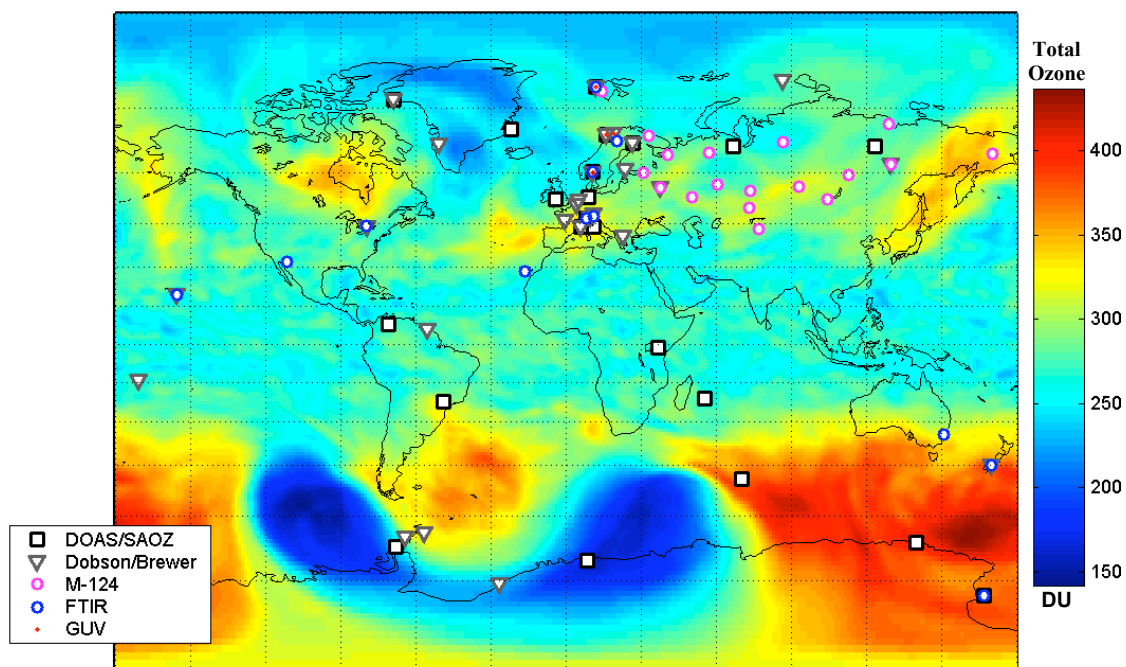 Total
Ozone
400
350
300
250
200
150
DU
DOAS/SAOZ
Dobson/Brewer
M-124
FTIR
GUV